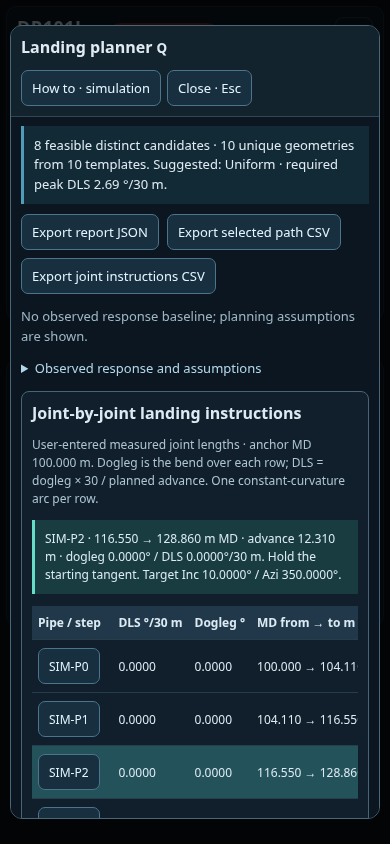 Landing planner Q
How to · simulation
Close · Esc
8 feasible distinct candidates · 10 unique geometries
from 10 templates. Suggested: Uniform · required
peak DLS 2.69 °/30 m.
Export report JSON
Export selected path CSV
Export joint instructions CSV
No observed response baseline; planning assumptions
are shown.
▶ Observed response and assumptions
Joint-by-joint landing instructions
User-entered measured joint lengths · anchor MD
100.000 m. Dogleg is the bend over each row; DLS =
dogleg × 30 / planned advance. One constant-curvature
arc per row.
SIM-P2 · 116.550 → 128.860 m MD · advance 12.310
m · dogleg 0.0000° / DLS 0.0000°/30 m. Hold the
starting tangent. Target Inc 10.0000° / Azi 350.0000°.
Pipe / step DLS °/30 m Dogleg ° MD from → to m
SIM-P0 0.0000 0.0000 100.000 → 104.11
SIM-P1 0.0000 0.0000 104.110 → 116.55
SIM-P2 0.0000 0.0000 116.550 → 128.86